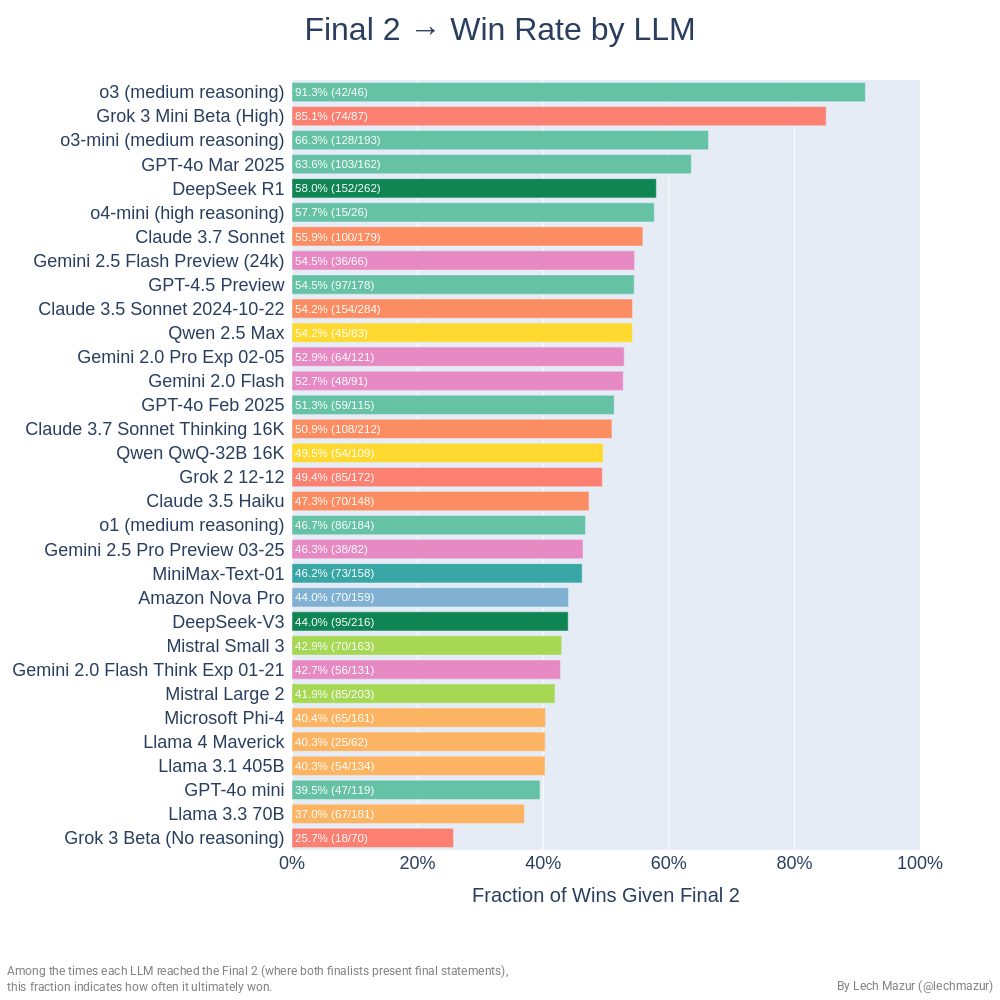 Final 2 → Win Rate by LLM
o3 (medium reasoning) 91.3% (42/46)
Grok 3 Mini Beta (High) 85.1% (74/87)
o3-mini (medium reasoning) 66.3% (128/193)
GPT-4o Mar 2025 63.6% (103/162)
DeepSeek R1 58.0% (152/262)
o4-mini (high reasoning) 57.7% (15/26)
Claude 3.7 Sonnet 55.9% (100/179)
Gemini 2.5 Flash Preview (24k) 54.5% (36/66)
GPT-4.5 Preview 54.5% (97/178)
Claude 3.5 Sonnet 2024-10-22 54.2% (154/284)
Qwen 2.5 Max 54.2% (45/83)
Gemini 2.0 Pro Exp 02-05 52.9% (64/121)
Gemini 2.0 Flash 52.7% (48/91)
GPT-4o Feb 2025 51.3% (59/115)
Claude 3.7 Sonnet Thinking 16K 50.9% (108/212)
Qwen QwQ-32B 16K 49.5% (54/109)
Grok 2 12-12 49.4% (85/172)
Claude 3.5 Haiku 47.3% (70/148)
o1 (medium reasoning) 46.7% (86/184)
Gemini 2.5 Pro Preview 03-25 46.3% (38/82)
MiniMax-Text-01 46.2% (73/158)
Amazon Nova Pro 44.0% (70/159)
DeepSeek-V3 44.0% (95/216)
Mistral Small 3 42.9% (70/163)
Gemini 2.0 Flash Think Exp 01-21 42.7% (56/131)
Mistral Large 2 41.9% (85/203)
Microsoft Phi-4 40.4% (65/161)
Llama 4 Maverick 40.3% (25/62)
Llama 3.1 405B 40.3% (54/134)
GPT-4o mini 39.5% (47/119)
Llama 3.3 70B 37.0% (67/181)
Grok 3 Beta (No reasoning) 25.7% (18/70)
0% 20% 40% 60% 80% 100%
Fraction of Wins Given Final 2
Among the times each LLM reached the Final 2 (where both finalists present final statements),
this fraction indicates how often it ultimately won.
By Lech Mazur (@lechmazur)